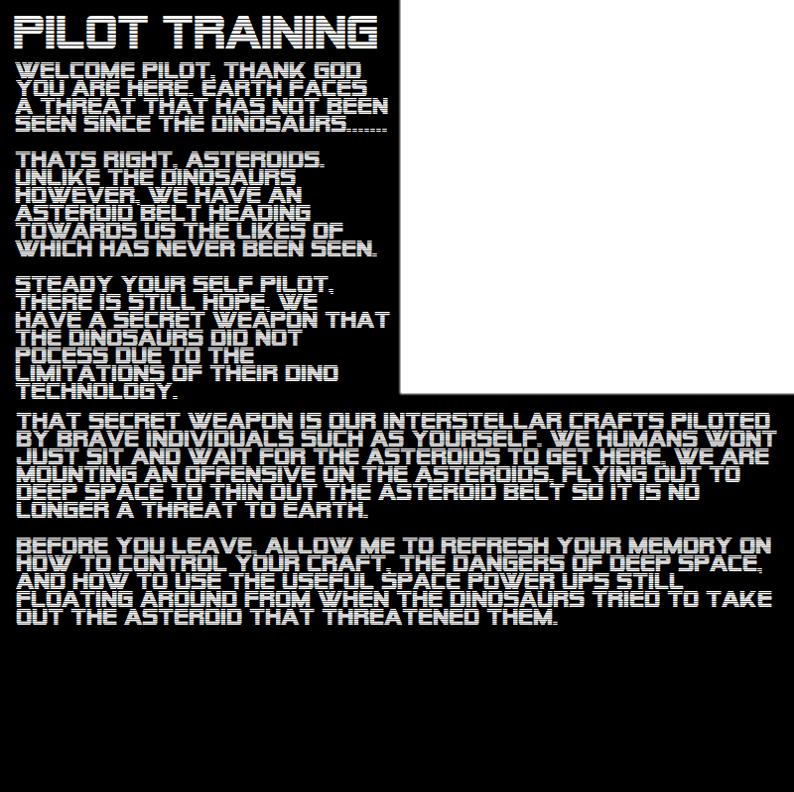 PILOT TRAINING
WELCOME PILOT. THANK GOD
YOU ARE HERE. EARTH FACES
A THREAT THAT HAS NOT BEEN
SEEN SINCE THE DINOSAURS.......
THATS RIGHT, ASTEROIDS.
UNLIKE THE DINOSAURS
HOWEVER, WE HAVE AN
ASTEROID BELT HEADING
TOWARDS US THE LIKES OF
WHICH HAS NEVER BEEN SEEN.
STEADY YOUR SELF PILOT.
THERE IS STILL HOPE. WE
HAVE A SECRET WEAPON THAT
THE DINOSAURS DID NOT
POCESS DUE TO THE
LIMITATIONS OF THEIR DINO
TECHNOLOGY.
THAT SECRET WEAPON IS OUR INTERSTELLAR CRAFTS PILOTED
BY BRAVE INDIVIDUALS SUCH AS YOURSELF. WE HUMANS WONT
JUST SIT AND WAIT FOR THE ASTEROIDS TO GET HERE. WE ARE
MOUNTING AN OFFENSIVE ON THE ASTEROIDS. FLYING OUT TO
DEEP SPACE TO THIN OUT THE ASTEROID BELT SO IT IS NO
LONGER A THREAT TO EARTH.
BEFORE YOU LEAVE, ALLOW ME TO REFRESH YOUR MEMORY ON
HOW TO CONTROL YOUR CRAFT, THE DANGERS OF DEEP SPACE,
AND HOW TO USE THE USEFUL SPACE POWER UPS STILL
FLOATING AROUND FROM WHEN THE DINOSAURS TRIED TO TAKE
OUT THE ASTEROID THAT THREATENED THEM.